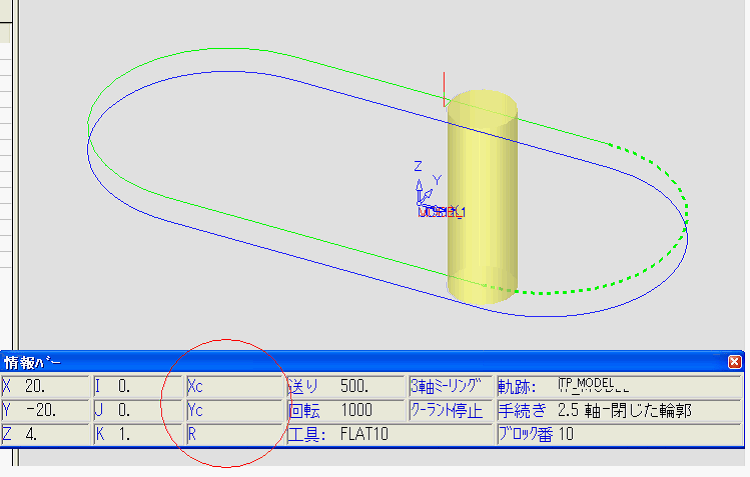 Z
Y
情報ﾊﾞｰ
X 20. I 0. Xc 送り 500. 3軸ﾐｰﾘﾝｸﾞ 軌跡: TP_MODEL
Y -20. J 0. Yc 回転 1000 ｸｰﾗﾝﾄ停止 手続き 2.5 軸-閉じた輪郭
Z 4. K 1. R 工具: FLAT10 ﾌﾞﾛｯｸ番 10